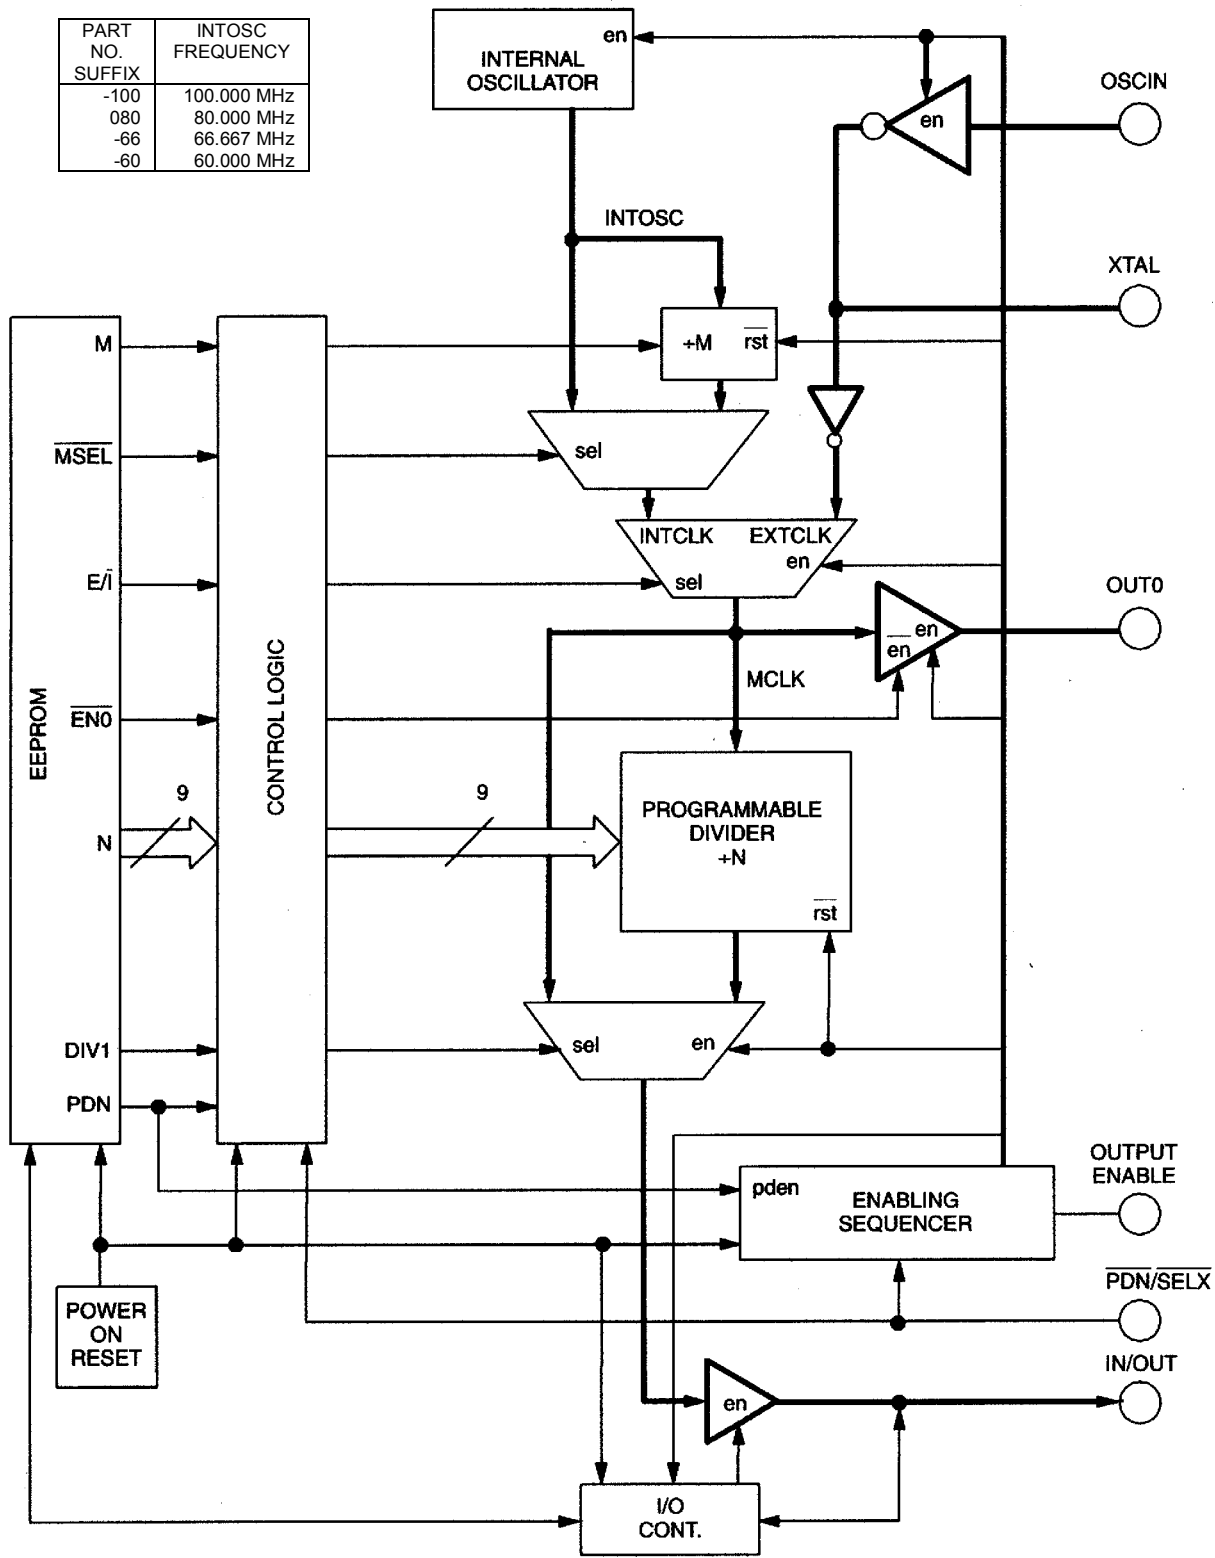 PART NO. SUFFIX
INTOSC FREQUENCY
-100 100.000 MHz
080 80.000 MHz
-66 66.667 MHz
-60 60.000 MHz
en
INTERNAL
OSCILLATOR
en
OSCIN
INTOSC
XTAL
M
÷M
rst
MSEL
sel
INTCLK
EXTCLK
en
E/I
sel
OUT0
en
en
MCLK
EN0
EEPROM
CONTROL LOGIC
9
9
N
PROGRAMMABLE
DIVIDER
÷N
rst
DIV1
sel
en
PDN
pden
ENABLING
SEQUENCER
OUTPUT
ENABLE
PDN/SELX
POWER
ON
RESET
IN/OUT
en
I/O
CONT.